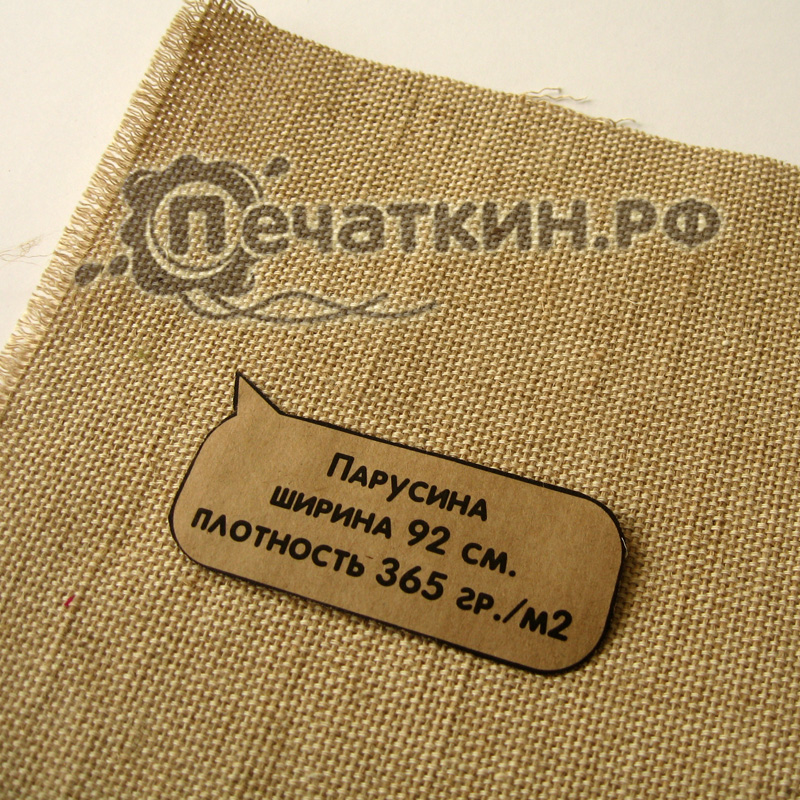 Печаткин.РФ
Парусина
ширина 92 см.
плотность 365 гр./м2